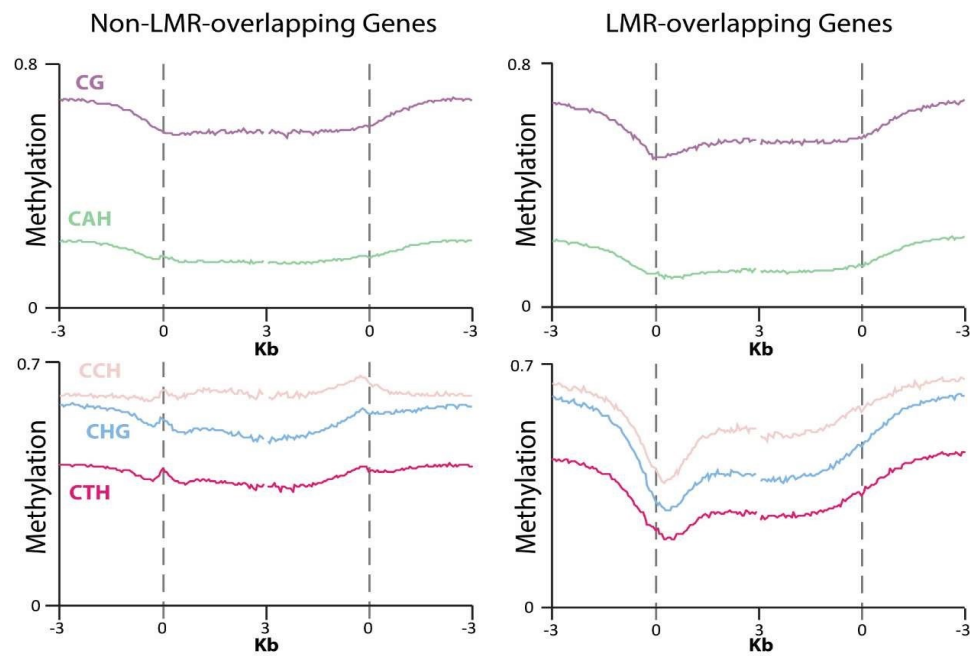 Non-LMR-overlapping Genes
LMR-overlapping Genes
0.8
CG
CAH
Methylation
0
-3 0 3 0 -3
Kb
0.8
Methylation
0
-3 0 3 0 -3
Kb
0.7
CCH
CHG
CTH
Methylation
0
-3 0 3 0 -3
Kb
0.7
Methylation
0
-3 0 3 0 -3
Kb